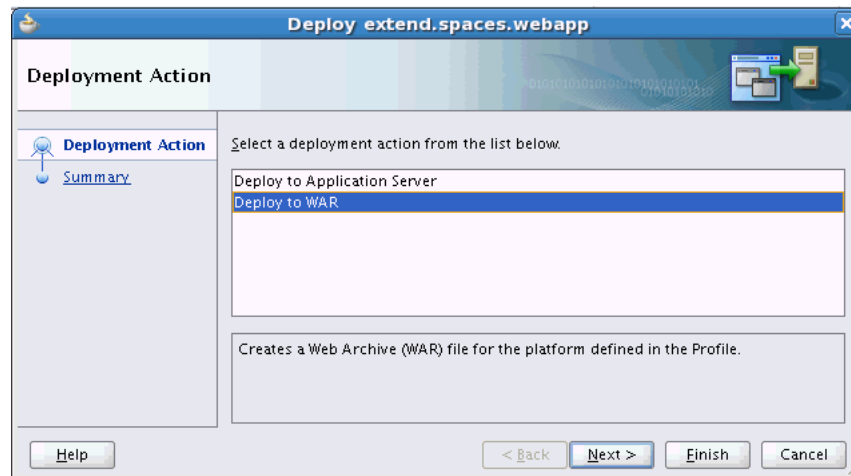 Deploy extend.spaces.webapp
Deployment Action
Deployment Action
Summary
Select a deployment action from the list below.
Deploy to Application Server
Deploy to WAR
Creates a Web Archive (WAR) file for the platform defined in the Profile.
Help
< Back
Next >
Finish
Cancel